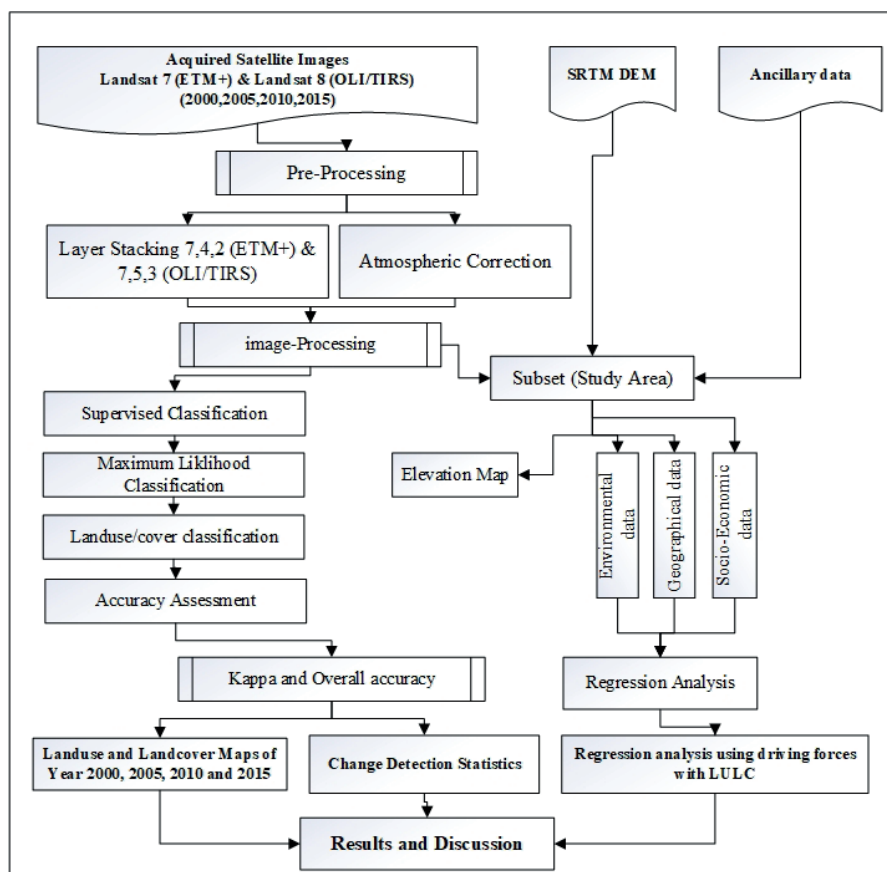 Acquired Satellite Images
Landsat 7 (ETM+) & Landsat 8 (OLI/TIRS)
(2000,2005,2010,2015)
SRTM DEM
Ancillary data
Pre-Processing
Layer Stacking 7,4,2 (ETM+) &
7,5,3 (OLI/TIRS)
Atmospheric Correction
image-Processing
Subset (Study Area)
Supervised Classification
Maximum Liklihood
Classification
Elevation Map
Environmental
data
Geographical data
Socio-Economic
data
Landuse/cover classification
Accuracy Assessment
Kappa and Overall accuracy
Regression Analysis
Landuse and Landcover Maps of
Year 2000, 2005, 2010 and 2015
Change Detection Statistics
Regression analysis using driving forces
with LULC
Results and Discussion